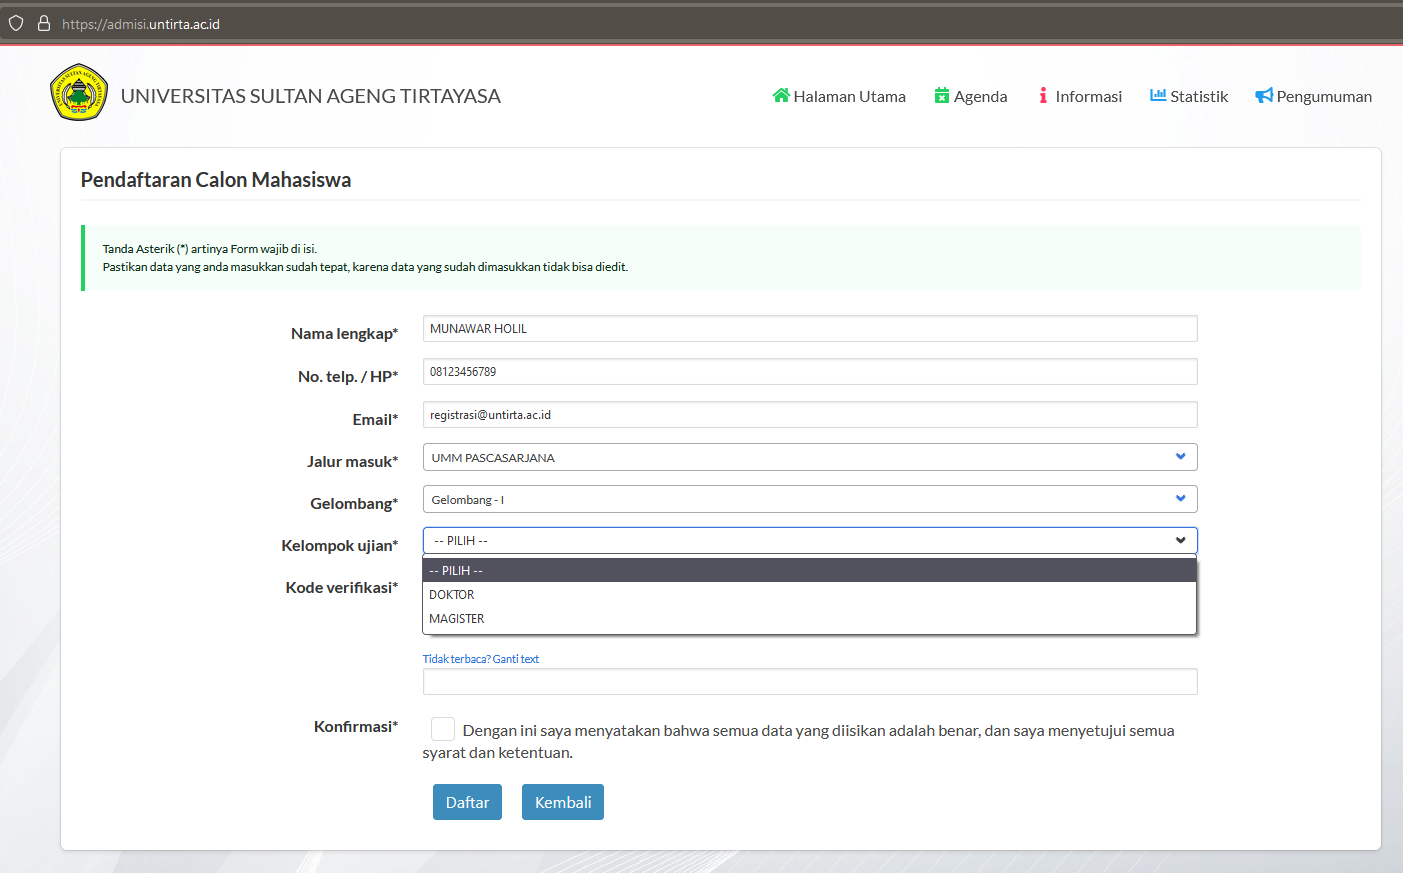 https://admisi.untirta.ac.id
UNIVERSITAS SULTAN AGENG TIRTAYASA
Halaman Utama
Agenda
Informasi
Statistik
Pengumuman
Pendaftaran Calon Mahasiswa
Tanda Asterik (*) artinya Form wajib di isi.
Pastikan data yang anda masukkan sudah tepat, karena data yang sudah dimasukkan tidak bisa diedit.
Nama lengkap* MUNAWAR HOLIL
No. telp. / HP* 08123456789
Email* registrasi@untirta.ac.id
Jalur masuk* UMM PASCASARJANA
Gelombang* Gelombang - I
Kelompok ujian* -- PILIH --
-- PILIH --
Kode verifikasi* DOKTOR
MAGISTER
Tidak terbaca? Ganti text
Konfirmasi* Dengan ini saya menyatakan bahwa semua data yang diisikan adalah benar, dan saya menyetujui semua
syarat dan ketentuan.
Daftar
Kembali